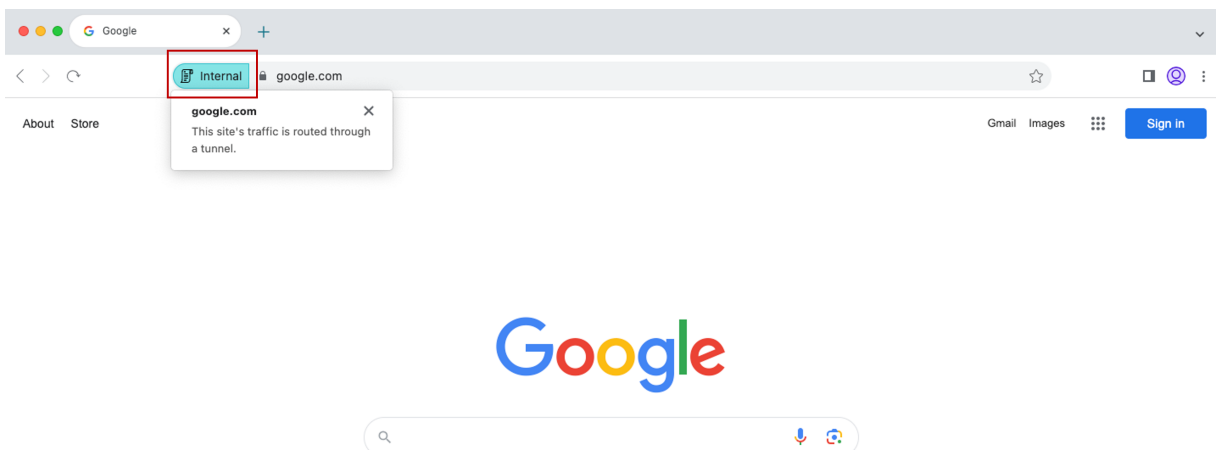 Google
Internal
google.com
google.com
This site's traffic is routed through
a tunnel.
About Store
Gmail Images
Sign in
Google